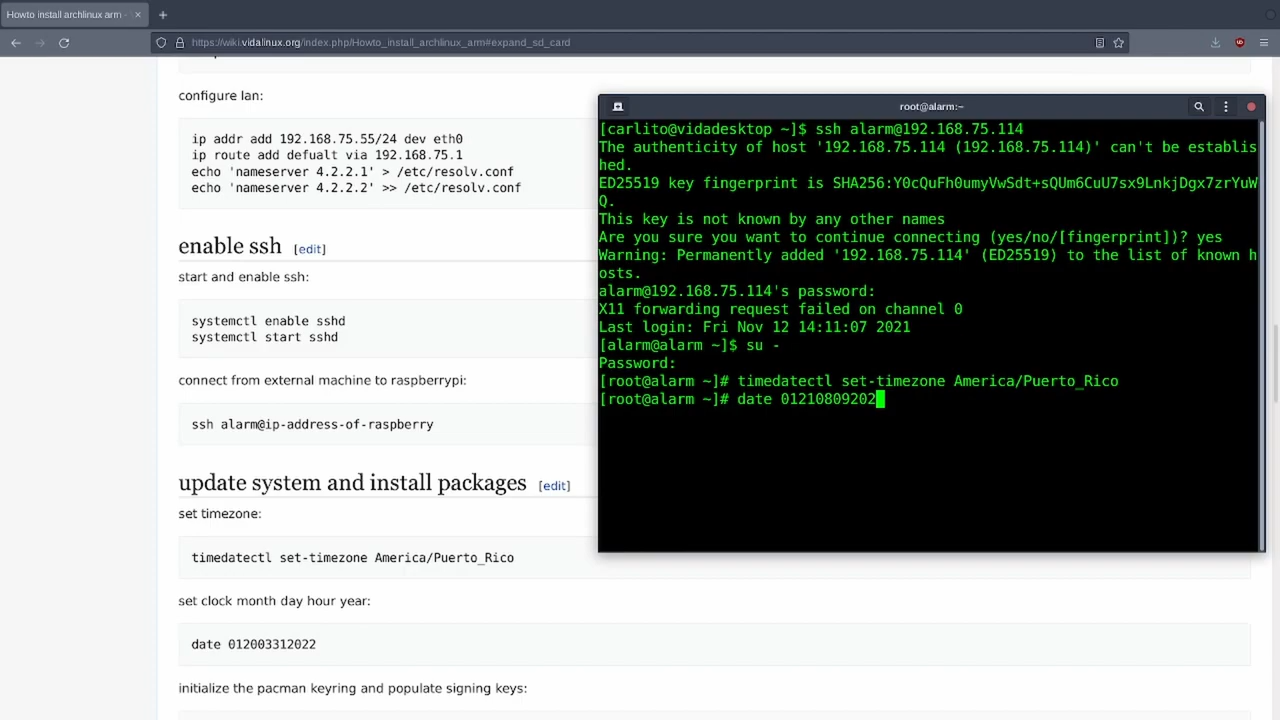 Howto install archlinux arm -
https://wiki.vidalinux.org/index.php/Howto_install_archlinux_arm#expand_sd_card
configure lan:
ip addr add 192.168.75.55/24 dev eth0
ip route add defualt via 192.168.75.1
echo 'nameserver 4.2.2.1' > /etc/resolv.conf
echo 'nameserver 4.2.2.2' >> /etc/resolv.conf
enable ssh [edit]
start and enable ssh:
systemctl enable sshd
systemctl start sshd
connect from external machine to raspberrypi:
ssh alarm@ip-address-of-raspberry
update system and install packages [edit]
set timezone:
timedatectl set-timezone America/Puerto_Rico
set clock month day hour year:
date 012003312022
initialize the pacman keyring and populate signing keys:
root@alarm:~
[carlito@vidadesktop ~]$ ssh alarm@192.168.75.114
The authenticity of host '192.168.75.114 (192.168.75.114)' can't be establis
hed.
ED25519 key fingerprint is SHA256:Y0cQuFh0umyVwSdt+sQUm6CuU7sx9LnkjDgx7zrYuW
Q.
This key is not known by any other names
Are you sure you want to continue connecting (yes/no/[fingerprint])? yes
Warning: Permanently added '192.168.75.114' (ED25519) to the list of known h
osts.
alarm@192.168.75.114's password:
X11 forwarding request failed on channel 0
Last login: Fri Nov 12 14:11:07 2021
[alarm@alarm ~]$ su -
Password:
[root@alarm ~]# timedatectl set-timezone America/Puerto_Rico
[root@alarm ~]# date 01210809202